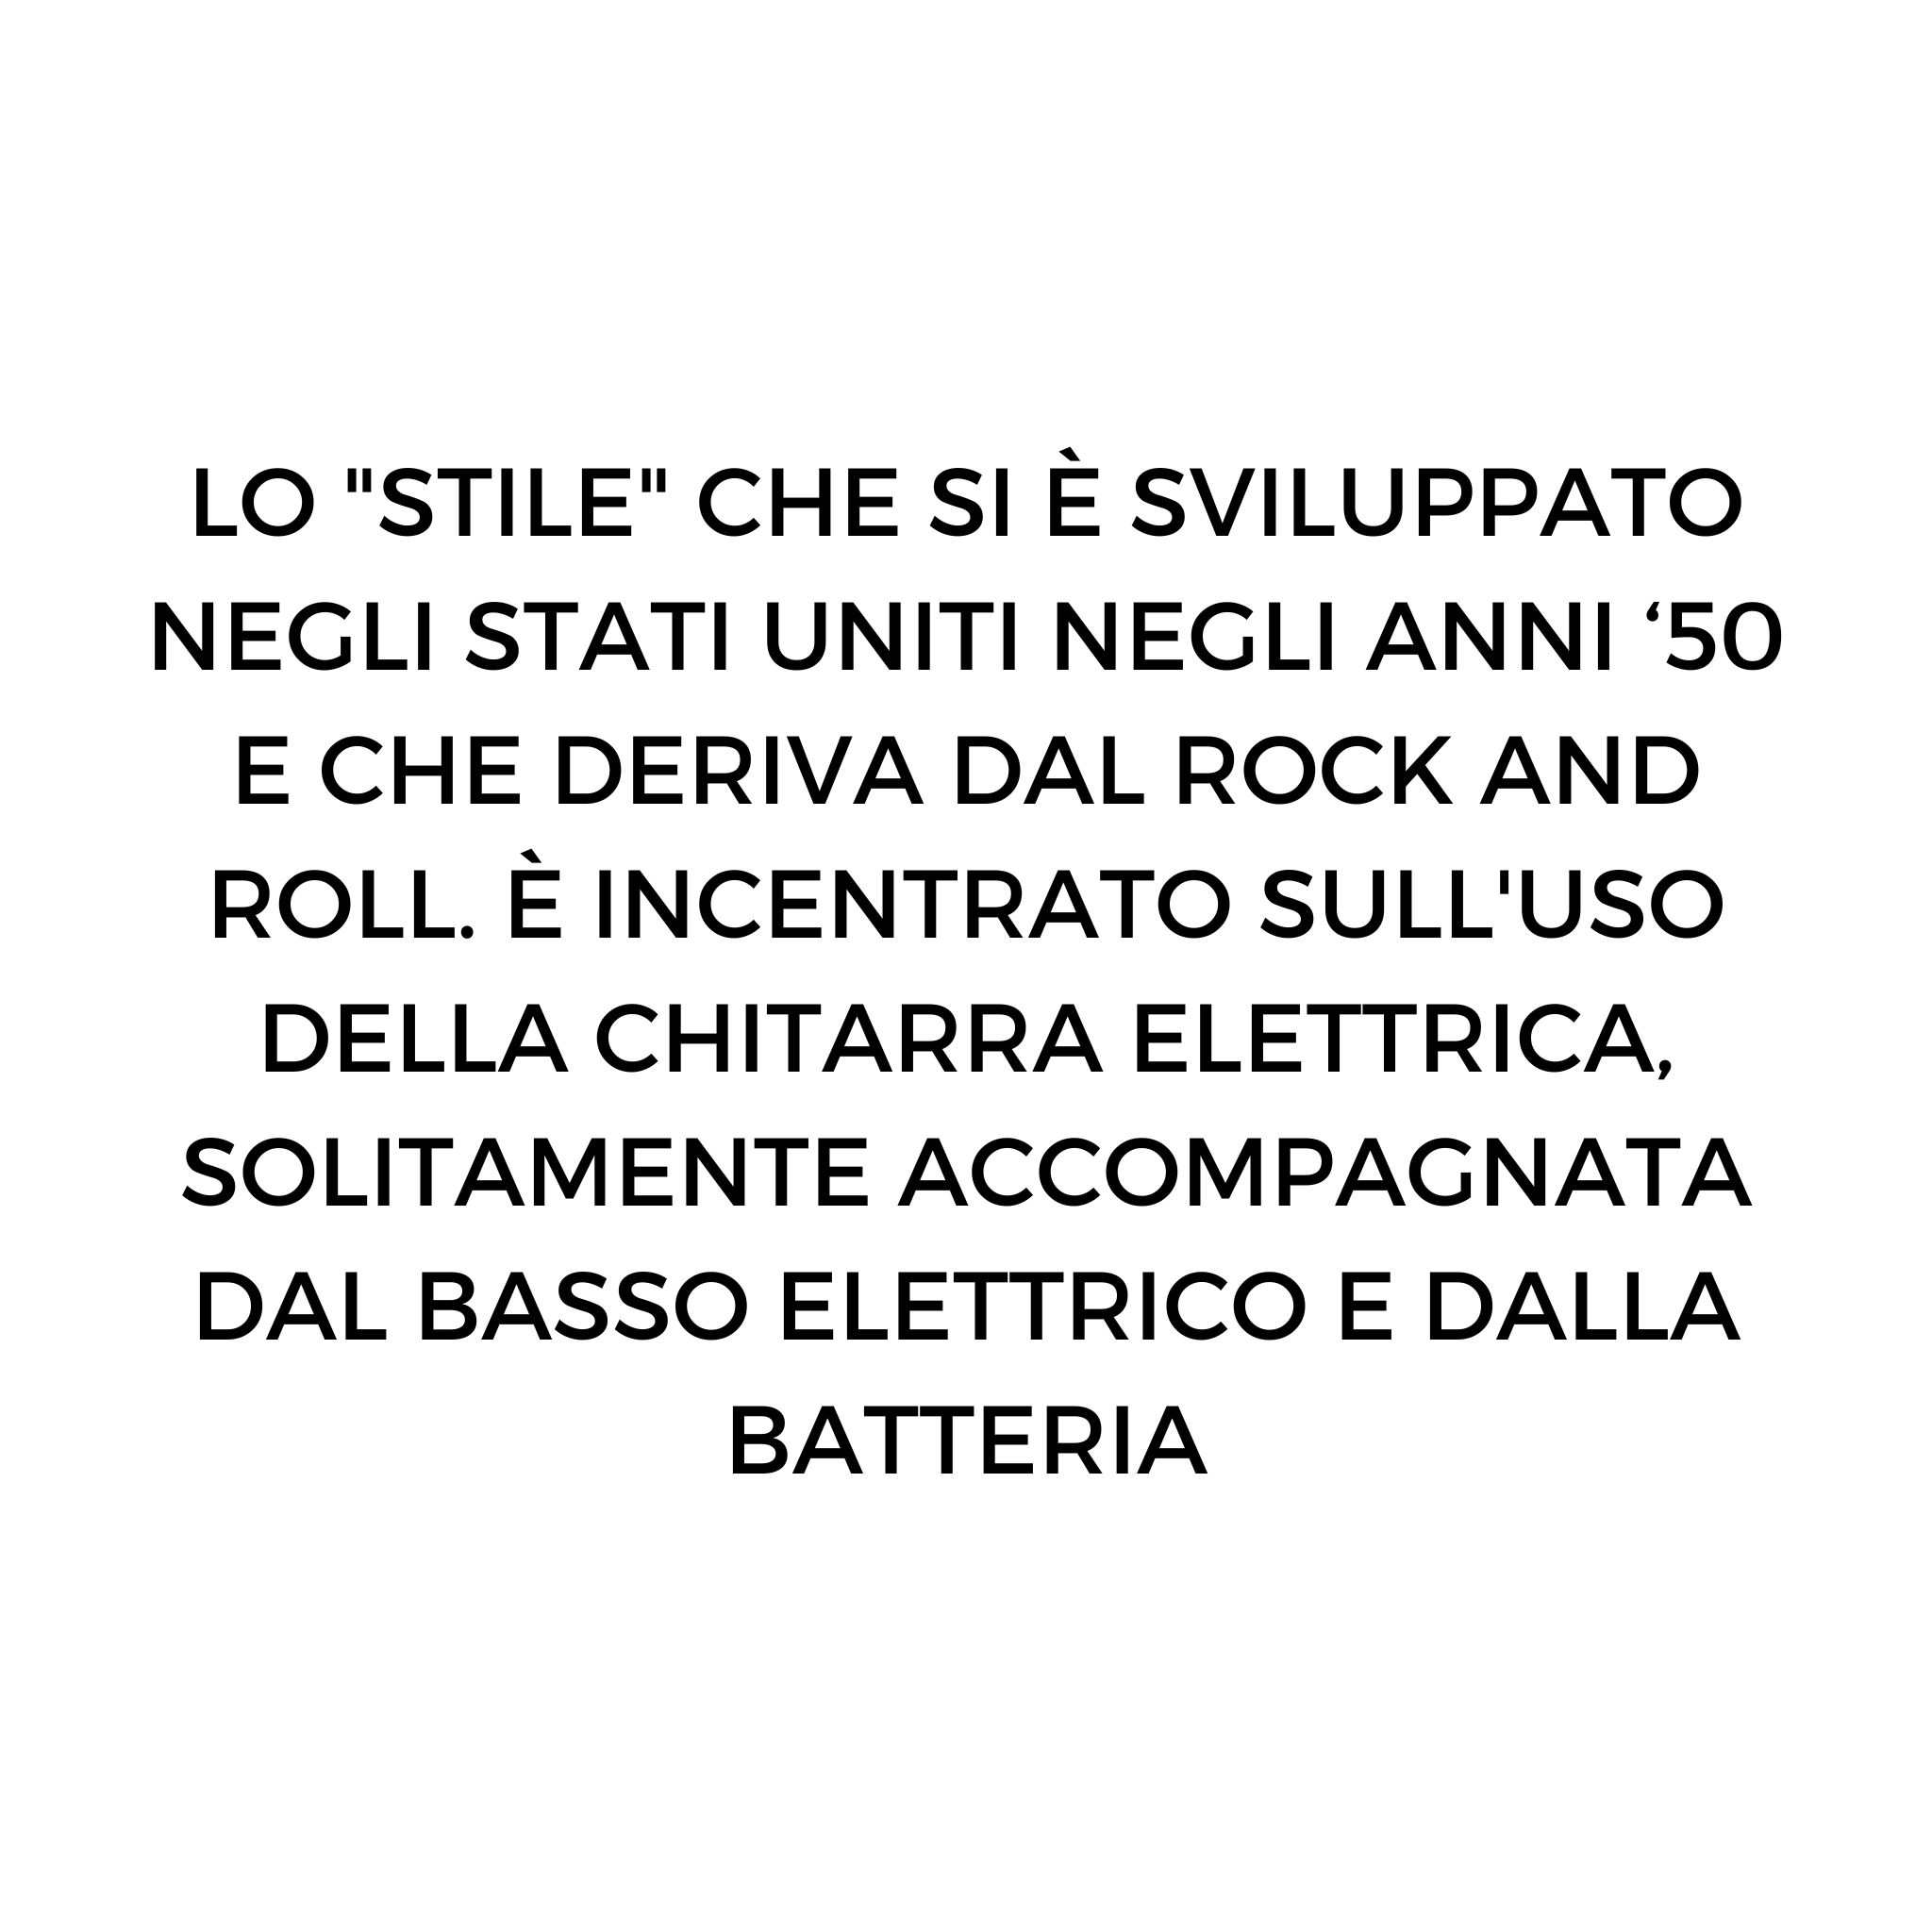 LO "STILE" CHE SI È SVILUPPATO
NEGLI STATI UNITI NEGLI ANNI ‘50
E CHE DERIVA DAL ROCK AND
ROLL. È INCENTRATO SULL'USO
DELLA CHITARRA ELETTRICA,
SOLITAMENTE ACCOMPAGNATA
DAL BASSO ELETTRICO E DALLA
BATTERIA